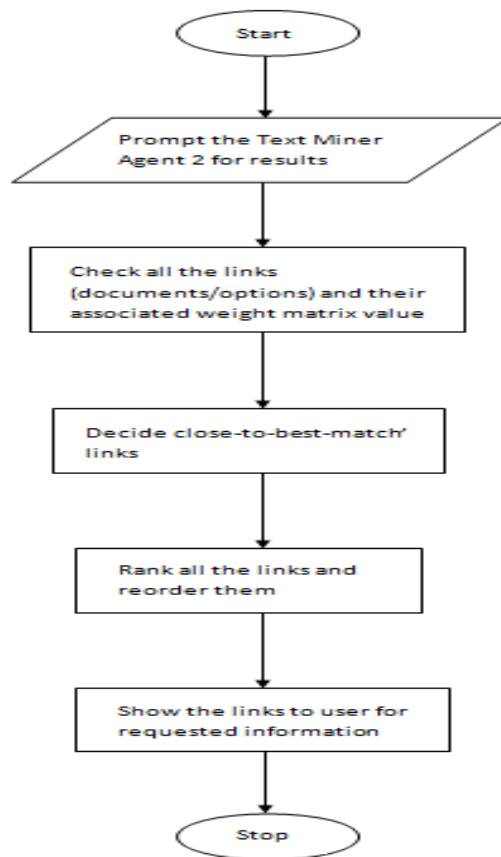 Start
Prompt the Text Miner
Agent 2 for results
Check all the links
(documents/options) and their
associated weight matrix value
Decide close-to-best-match’
links
Rank all the links and
reorder them
Show the links to user for
requested information
Stop